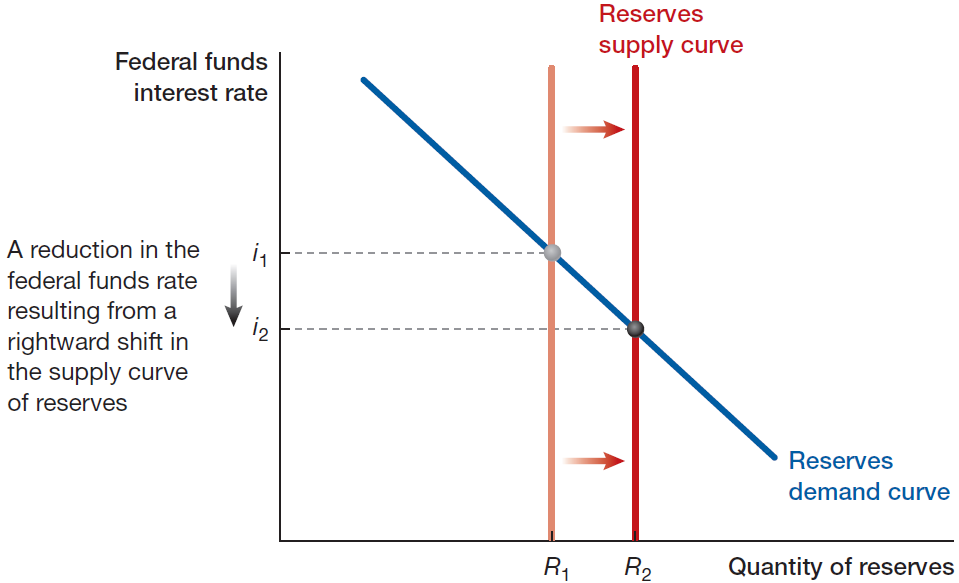 Reserves
supply curve
Federal funds
interest rate
A reduction in the
federal funds rate
resulting from a
rightward shift in
the supply curve
of reserves
i₁
i₂
Reserves
demand curve
R₁
R₂
Quantity of reserves